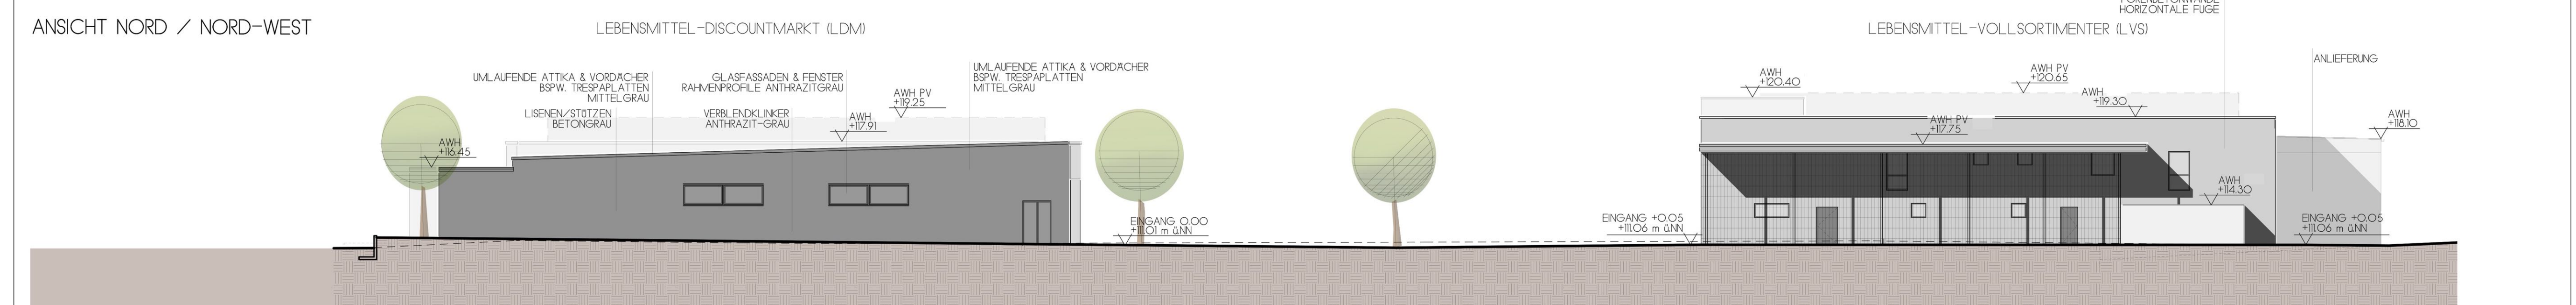 ANSICHT NORD / NORD-WEST
LEBENSMITTEL-DISCOUNTMARKT (LDM)
UMLAUFENDE ATTIKA & VORDÄCHER
BSPW. TRESPAPLATTEN
MITTELGRAU
LISENEN/STÜTZEN
BETONGRAU
GLASFASSADEN & FENSTER
RAHMENPROFILE ANTHRAZITGRAU
VERBLENDKLINKER
ANTHRAZIT-GRAU
AWH
+116.45
AWH
+117.91
AWH PV
+119.25
UMLAUFENDE ATTIKA & VORDÄCHER
BSPW. TRESPAPLATTEN
MITTELGRAU
EINGANG 0.00
+111.01 m ü.NN
LEBENSMITTEL-VOLLSORTIMENTER (LVS)
HORIZONTALE FUGE
ANLIEFERUNG
AWH
+120.40
AWH PV
+120.65
AWH
+119.30
AWH PV
+117.75
AWH
+118.10
AWH
+114.30
EINGANG +0.05
+111.06 m ü.NN
EINGANG +0.05
+111.06 m ü.NN